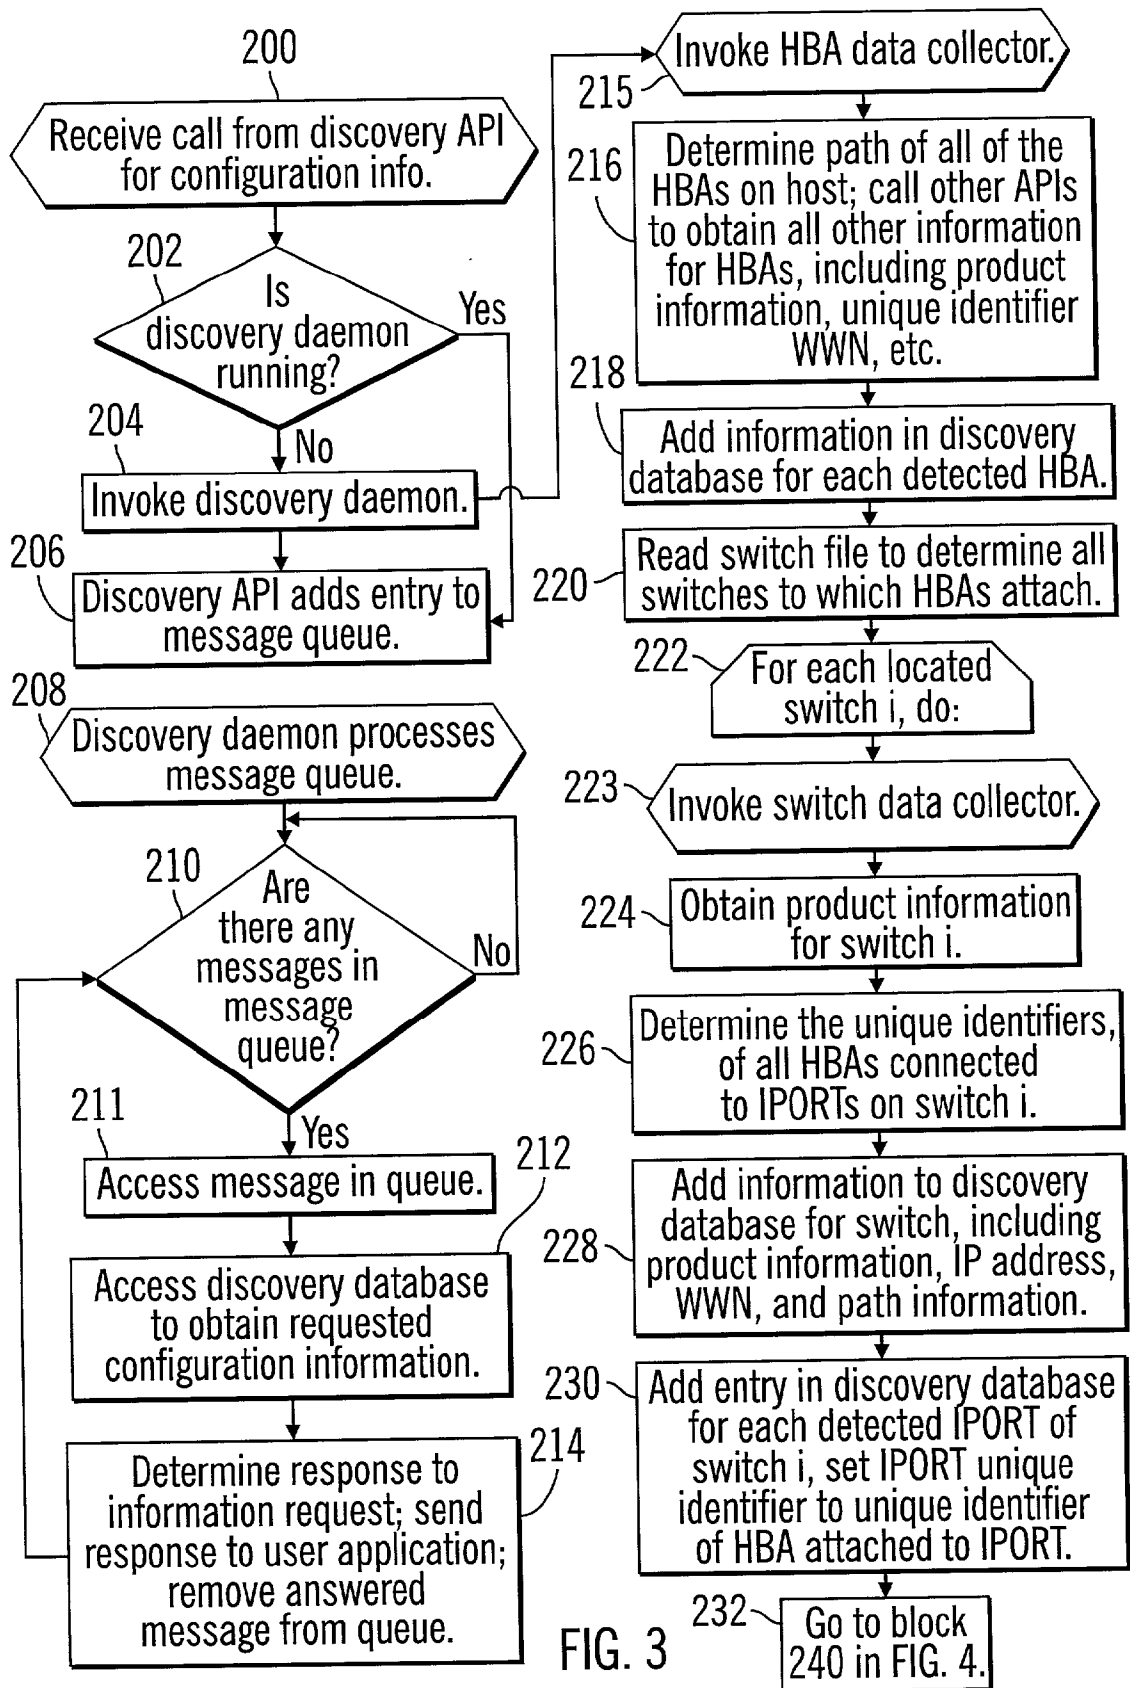 200
Receive call from discovery API
for configuration info.
202
Is
discovery daemon
running?
Yes
No
204
Invoke discovery daemon.
206
Discovery API adds entry to
message queue.
208
Discovery daemon processes
message queue.
210
Are
there any
messages in
message
queue?
No
Yes
211
Access message in queue.
212
Access discovery database
to obtain requested
configuration information.
214
Determine response to
information request; send
response to user application;
remove answered
message from queue.
Invoke HBA data collector.
215
216
Determine path of all of the
HBAs on host; call other APIs
to obtain all other information
for HBAs, including product
information, unique identifier
WWN, etc.
218
Add information in discovery
database for each detected HBA.
220
Read switch file to determine all
switches to which HBAs attach.
222
For each located
switch i, do:
223
Invoke switch data collector.
224
Obtain product information
for switch i.
226
Determine the unique identifiers,
of all HBAs connected
to IPORTs on switch i.
228
Add information to discovery
database for switch, including
product information, IP address,
WWN, and path information.
230
Add entry in discovery database
for each detected IPORT of
switch i, set IPORT unique
identifier to unique identifier
of HBA attached to IPORT.
232
Go to block
240 in FIG. 4.
FIG. 3